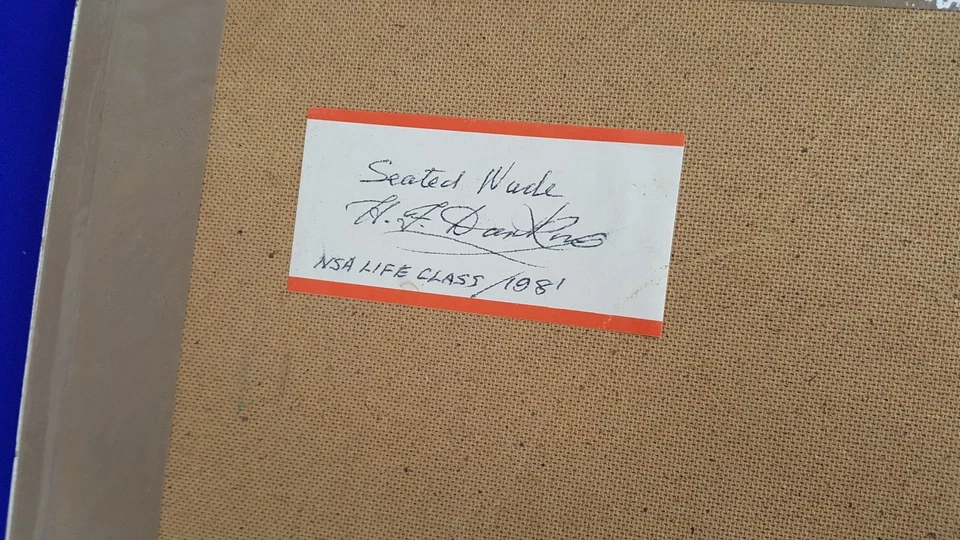 Seated Nude
H. J.
NSA LIFE CLASS/1981